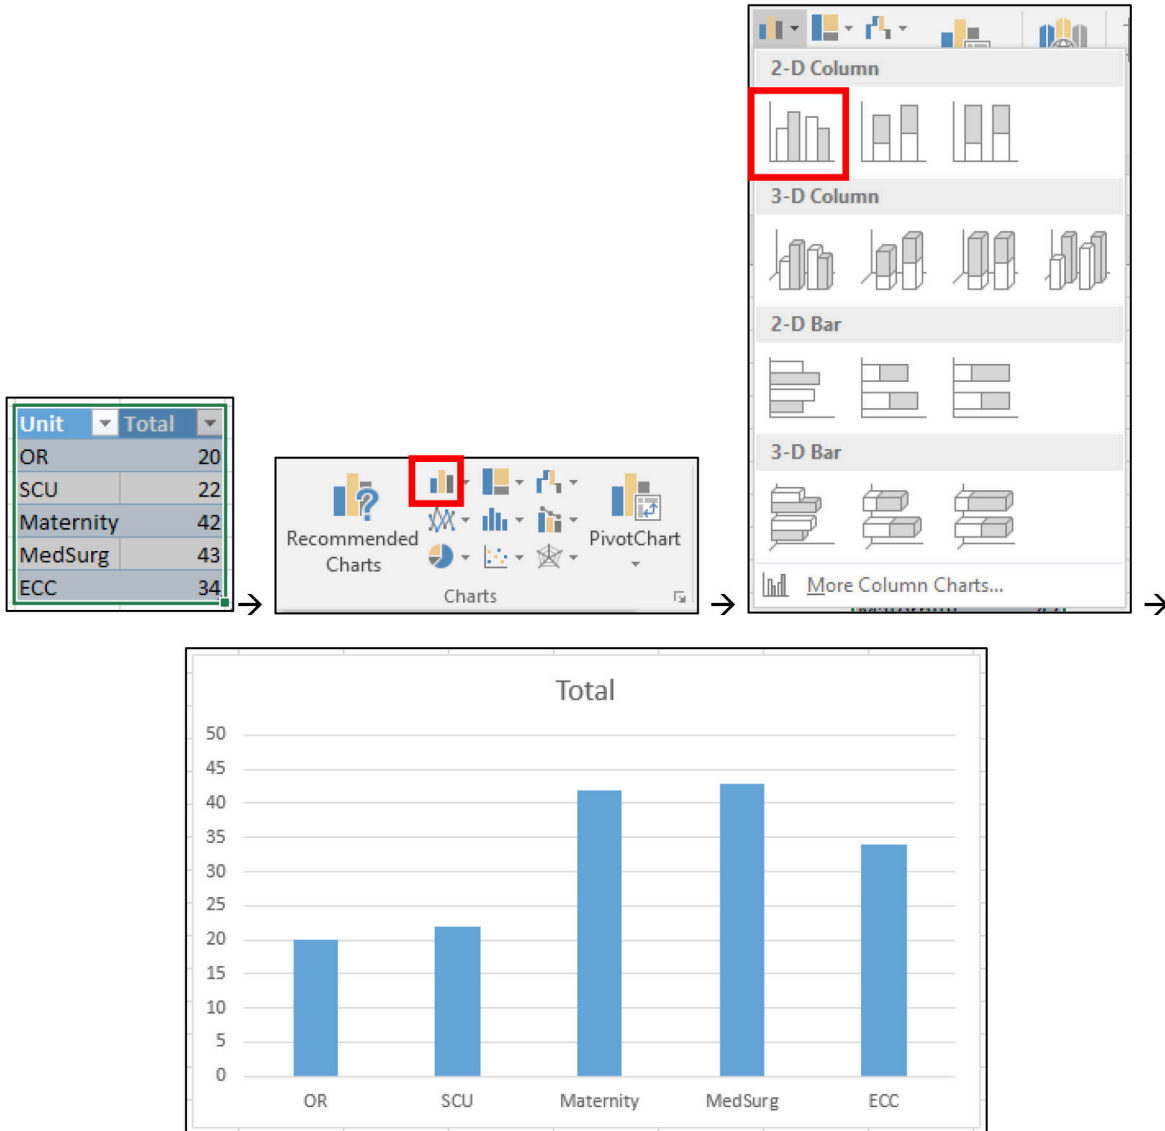 2-D Column
3-D Column
2-D Bar
3-D Bar
More Column Charts...
Unit Total
OR 20
SCU 22
Maternity 42
MedSurg 43
ECC 34
Recommended
Charts
PivotChart
Charts
→
→
→
Total
50
45
40
35
30
25
20
15
10
5
0
OR SCU Maternity MedSurg ECC